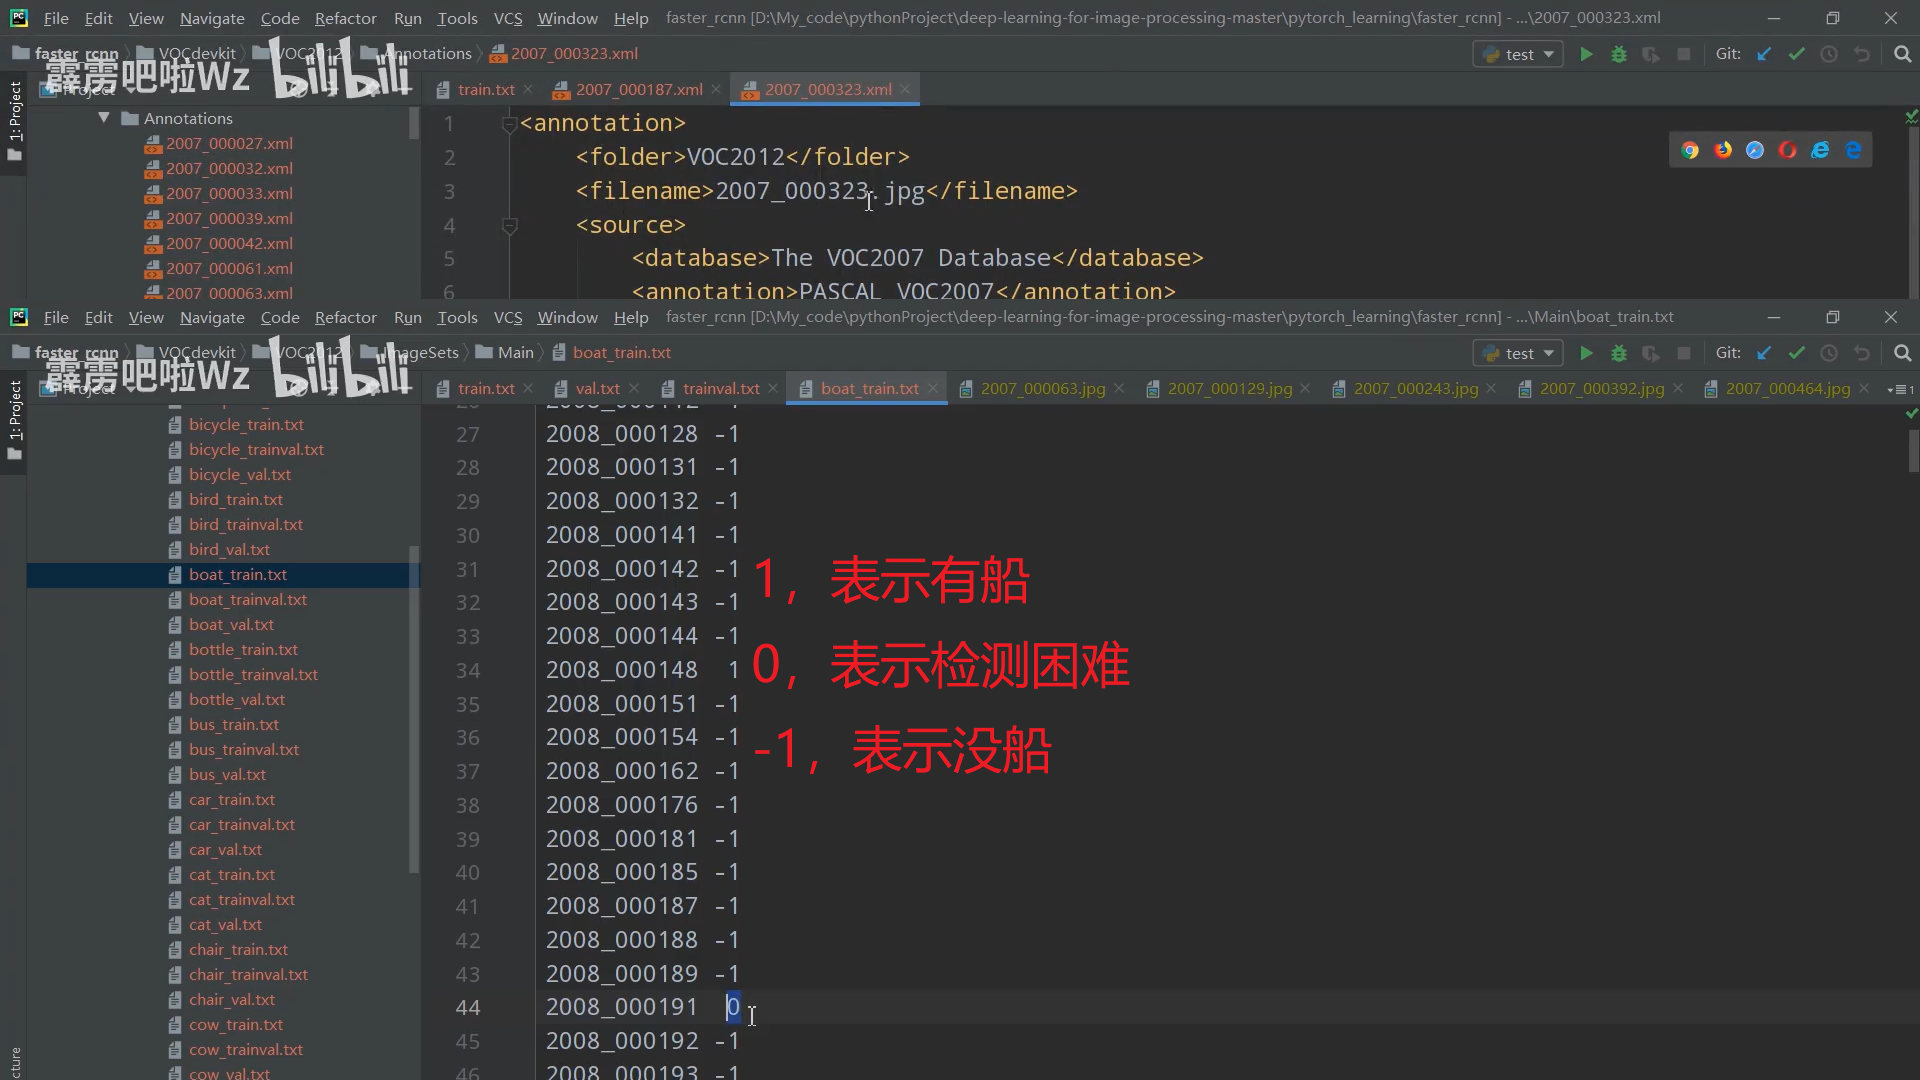 File Edit View Navigate Code Refactor Run Tools VCS Window Help faster_rcnn [D:\My_code\pythonProject\deep-learning-for-image-processing-master\pytorch_learning\faster_rcnn] - ...\2007_000323.xml
faster_rcnn VOCdevkit VOC2012 Annotations 2007_000323.xml test Git:
霹雳吧啦Wz bilibili
1: Project
Project train.txt 2007_000187.xml 2007_000323.xml
Annotations
2007_000027.xml
2007_000032.xml
2007_000033.xml
2007_000039.xml
2007_000042.xml
2007_000061.xml
2007_000063.xml
1 <annotation>
2 <folder>VOC2012</folder>
3 <filename>2007_000323.jpg</filename>
4 <source>
5 <database>The VOC2007 Database</database>
6 <annotation>PASCAL VOC2007</annotation>
File Edit View Navigate Code Refactor Run Tools VCS Window Help faster_rcnn [D:\My_code\pythonProject\deep-learning-for-image-processing-master\pytorch_learning\faster_rcnn] - ...\Main\boat_train.txt
faster_rcnn VOCdevkit VOC2012 ImageSets Main boat_train.txt test Git:
霹雳吧啦Wz bilibili
1: Project
Project train.txt val.txt trainval.txt boat_train.txt 2007_000063.jpg 2007_000129.jpg 2007_000243.jpg 2007_000392.jpg 2007_000464.jpg 1
bicycle_train.txt
bicycle_trainval.txt
bicycle_val.txt
bird_train.txt
bird_trainval.txt
bird_val.txt
boat_train.txt
boat_trainval.txt
boat_val.txt
bottle_train.txt
bottle_trainval.txt
bottle_val.txt
bus_train.txt
bus_trainval.txt
bus_val.txt
car_train.txt
car_trainval.txt
car_val.txt
cat_train.txt
cat_trainval.txt
cat_val.txt
chair_train.txt
chair_trainval.txt
chair_val.txt
cow_train.txt
cow_trainval.txt
cow_val.txt
27 2008_000128 -1
28 2008_000131 -1
29 2008_000132 -1
30 2008_000141 -1
31 2008_000142 -1
32 2008_000143 -1
33 2008_000144 -1
34 2008_000148 1
35 2008_000151 -1
36 2008_000154 -1
37 2008_000162 -1
38 2008_000176 -1
39 2008_000181 -1
40 2008_000185 -1
41 2008_000187 -1
42 2008_000188 -1
43 2008_000189 -1
44 2008_000191 0
45 2008_000192 -1
46 2008_000193 -1
1，表示有船
0，表示检测困难
-1，表示没船